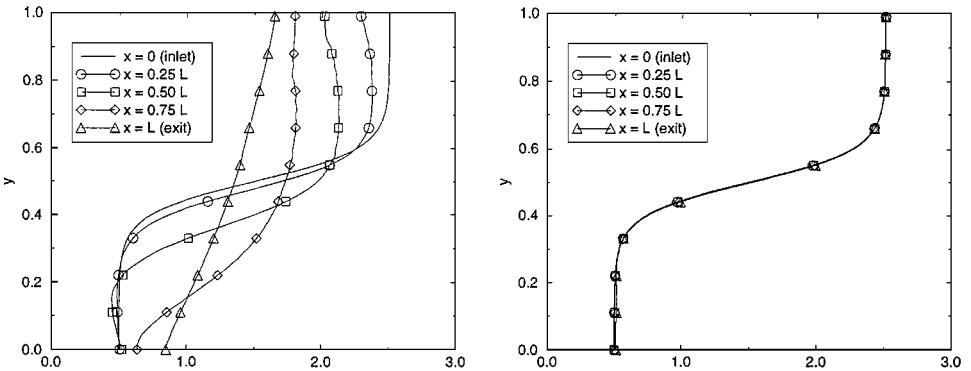 1.0
0.8
0.6
0.4
0.2
0.0
y
x = 0 (inlet)
x = 0.25 L
x = 0.50 L
x = 0.75 L
x = L (exit)
0.0 1.0 2.0 3.0
1.0
0.8
0.6
0.4
0.2
0.0
y
x = 0 (inlet)
x = 0.25 L
x = 0.50 L
x = 0.75 L
x = L (exit)
0.0 1.0 2.0 3.0